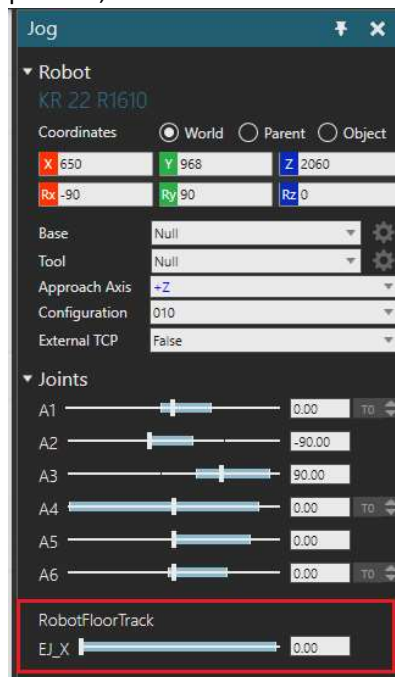 Jog
Robot
KR 22 R1610
Coordinates World Parent Object
X 650 Y 968 Z 2060
Rx -90 Ry 90 Rz 0
Base Null
Tool Null
Approach Axis +Z
Configuration 010
External TCP False
Joints
A1 0.00 T0
A2 -90.00
A3 90.00
A4 0.00 T0
A5 0.00
A6 0.00 T0
RobotFloorTrack
EJ_X 0.00